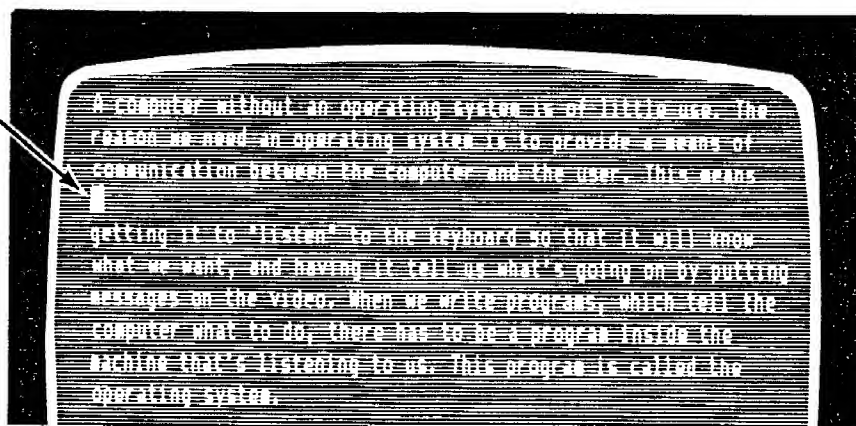 A computer without an operating system is of little use. The
reason we need an operating system is to provide a means of
communication between the computer and the user. This means
getting it to "listen" to the keyboard so that it will know
what we want, and having it tell us what's going on by putting
messages on the video. When we write programs, which tell the
computer what to do, there has to be a program inside the
machine that's listening to us. This program is called the
operating system.